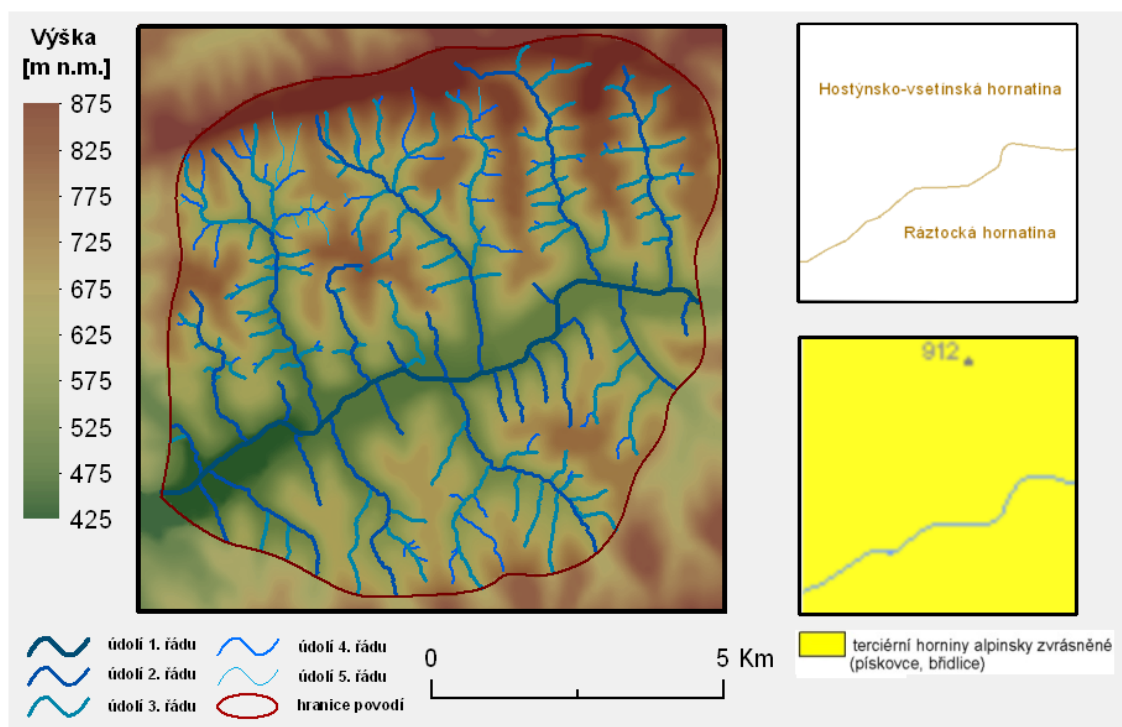 Výška
[m n.m.]
875
825
775
725
675
625
575
525
475
425
Hostýnsko-vsetínská hornatina
Ráztocká hornatina
912
terciérní horniny alpinsky zvrásněné
(pískovce, břidlice)
údolí 1. řádu
údolí 2. řádu
údolí 3. řádu
údolí 4. řádu
údolí 5. řádu
hranice povodí
0
5 Km